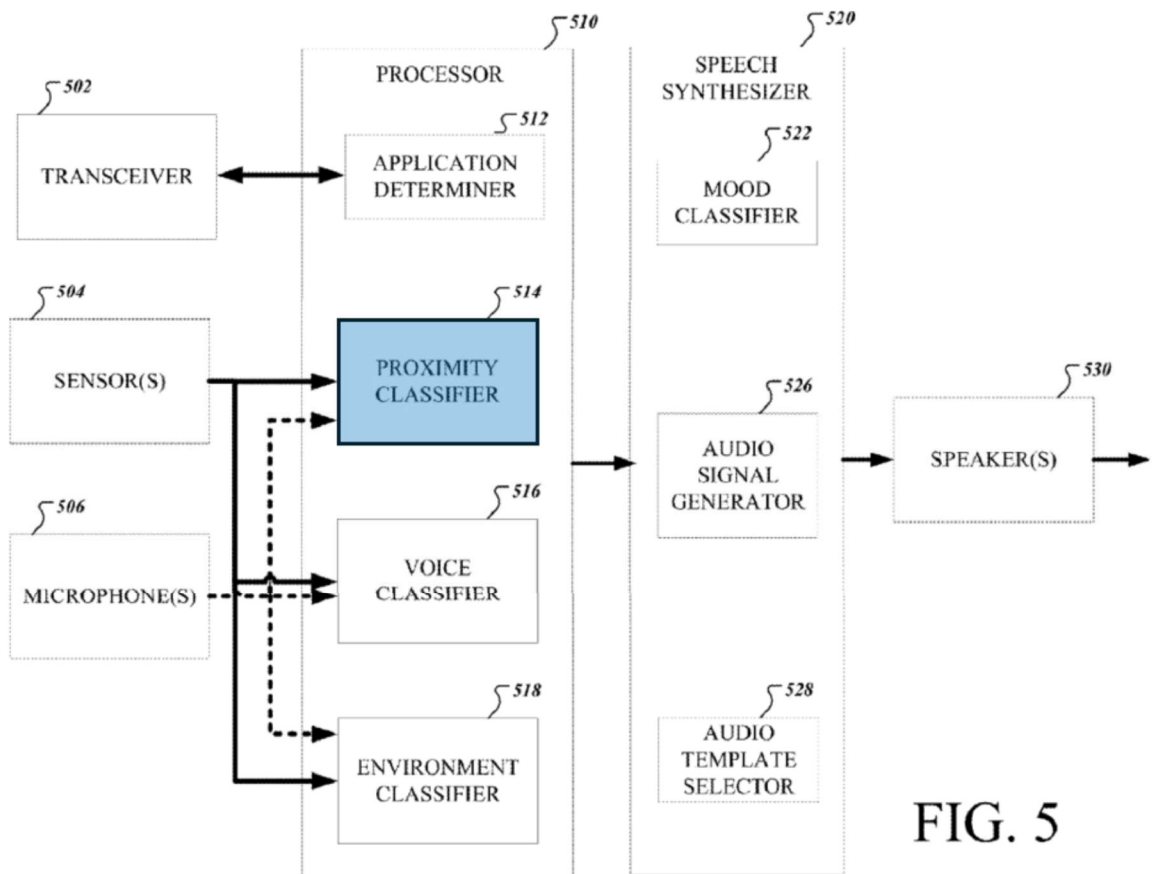 510
PROCESSOR
520
SPEECH
SYNTHESIZER
502
TRANSCEIVER
512
APPLICATION
DETERMINER
522
MOOD
CLASSIFIER
504
SENSOR(S)
514
PROXIMITY
CLASSIFIER
526
AUDIO
SIGNAL
GENERATOR
530
SPEAKER(S)
506
MICROPHONE(S)
516
VOICE
CLASSIFIER
518
ENVIRONMENT
CLASSIFIER
528
AUDIO
TEMPLATE
SELECTOR
FIG. 5